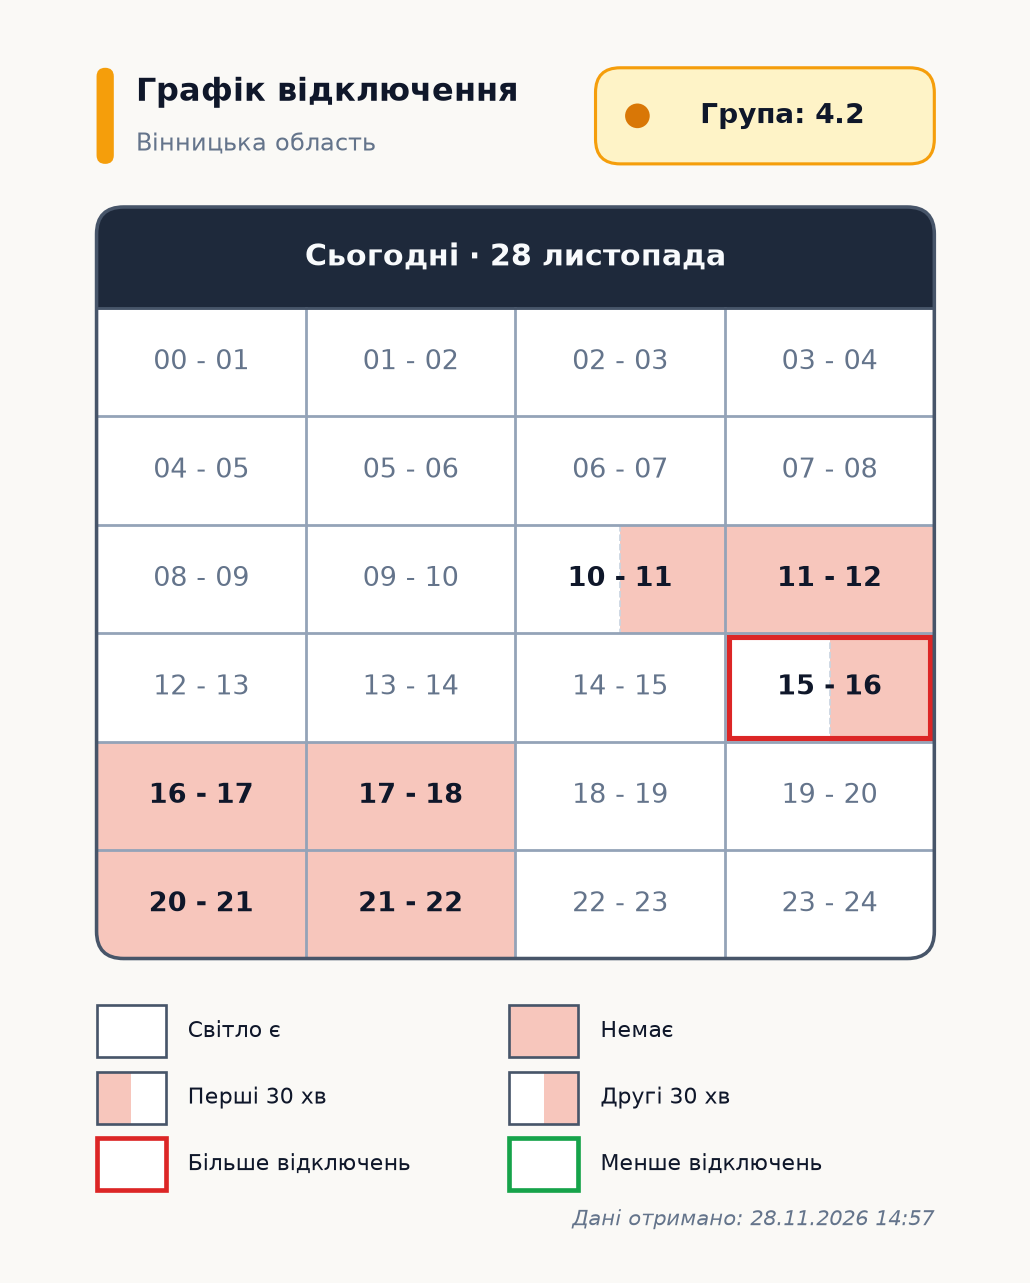 Графік відключення
Вінницька область
Група: 4.2
Сьогодні · 28 листопада
00 - 01 01 - 02 02 - 03 03 - 04
04 - 05 05 - 06 06 - 07 07 - 08
08 - 09 09 - 10 10 - 11 11 - 12
12 - 13 13 - 14 14 - 15 15 - 16
16 - 17 17 - 18 18 - 19 19 - 20
20 - 21 21 - 22 22 - 23 23 - 24
Світло є Немає
Перші 30 хв Другі 30 хв
Більше відключень Менше відключень
Дані отримано: 28.11.2026 14:57